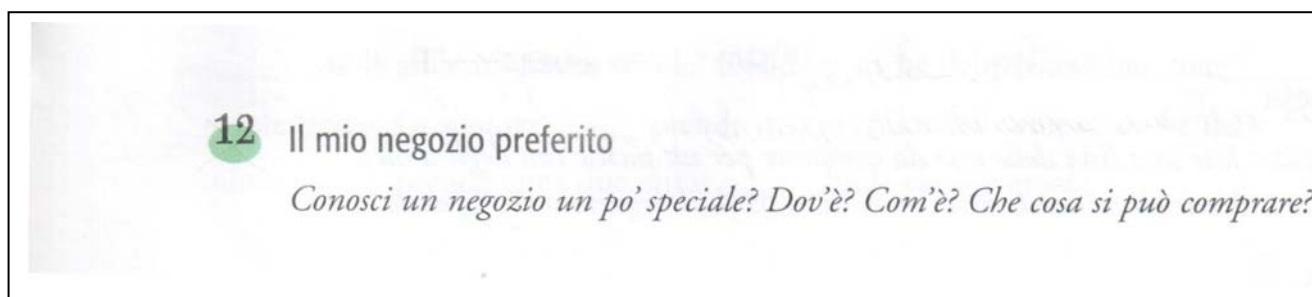 12 Il mio negozio preferito
Conosci un negozio un po' speciale? Dov'è? Com'è? Che cosa si può comprare?